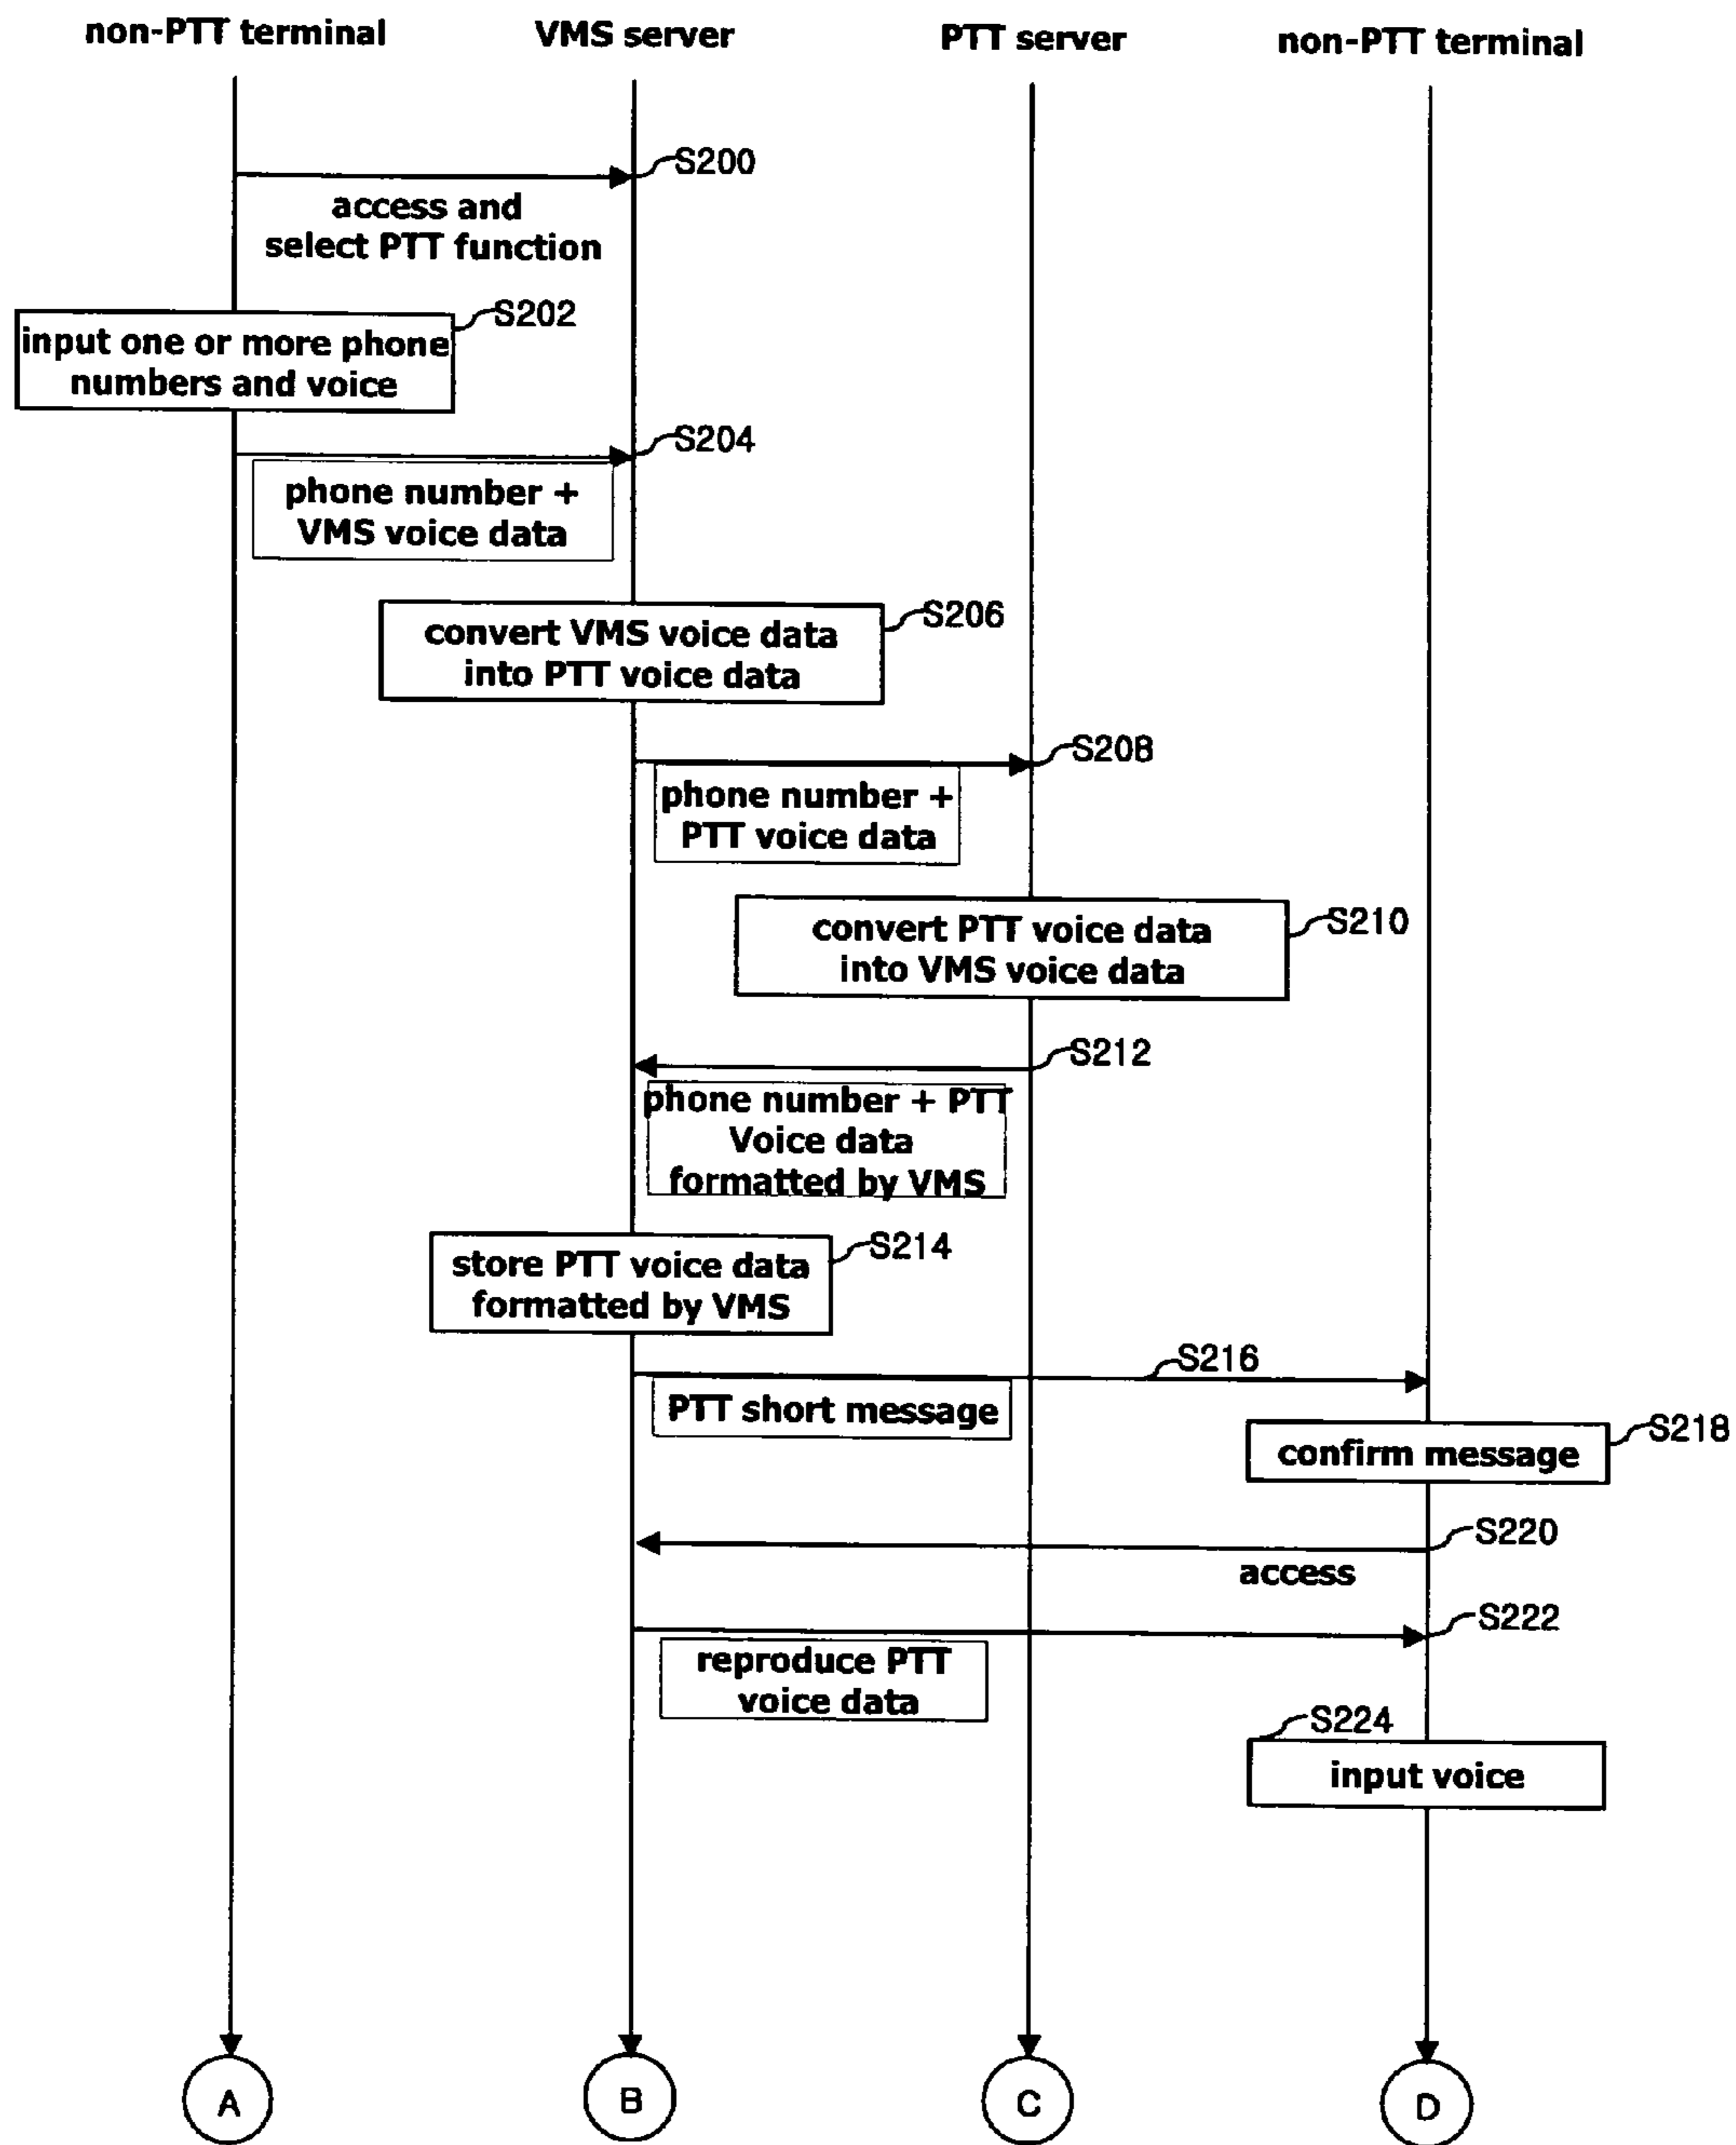 non-PTT terminal
VMS server
PTT server
non-PTT terminal
S200
access and
select PTT function
S202
input one or more phone
numbers and voice
S204
phone number +
VMS voice data
S206
convert VMS voice data
into PTT voice data
S208
phone number +
PTT voice data
S210
convert PTT voice data
into VMS voice data
S212
phone number + PTT
Voice data
formatted by VMS
S214
store PTT voice data
formatted by VMS
S216
PTT short message
S218
confirm message
S220
access
S222
reproduce PTT
voice data
S224
input voice
A
B
C
D